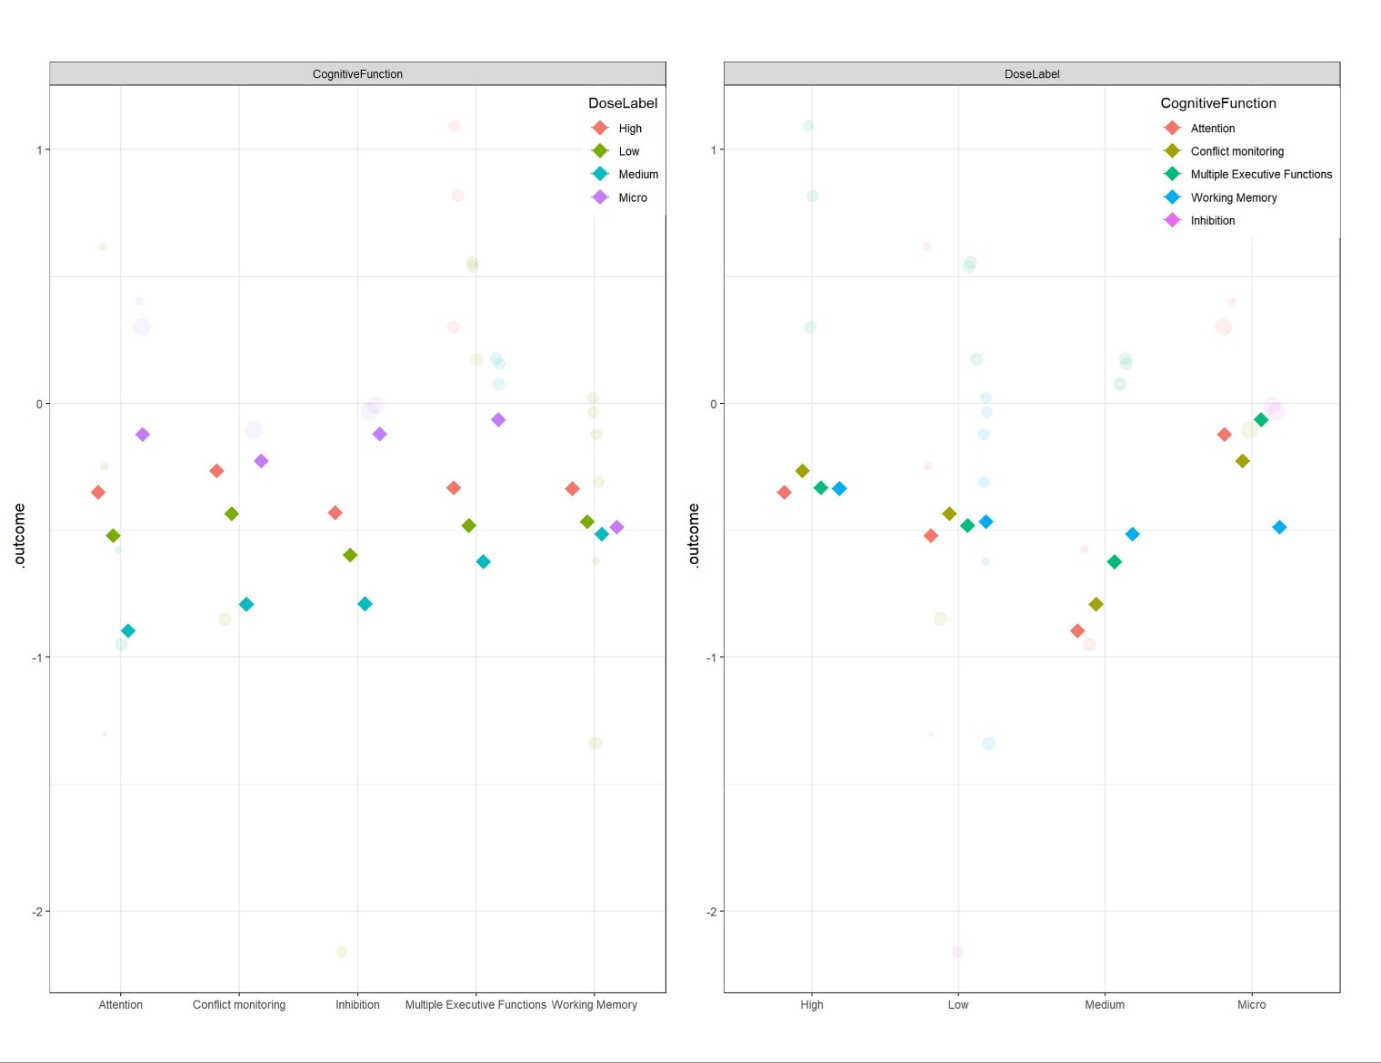 CognitiveFunction
DoseLabel
High
Low
Medium
Micro
1
0
-1
-2
.outcome
Attention
Conflict monitoring
Inhibition
Multiple Executive Functions
Working Memory
DoseLabel
CognitiveFunction
Attention
Conflict monitoring
Multiple Executive Functions
Working Memory
Inhibition
1
0
-1
-2
.outcome
High
Low
Medium
Micro